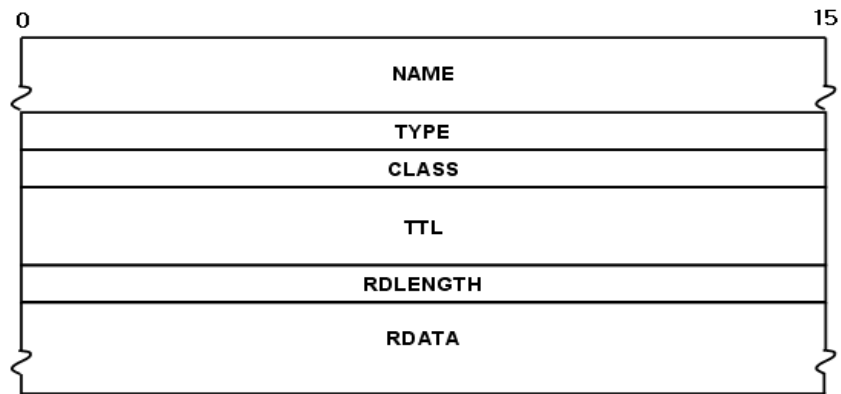 0 15
NAME
TYPE
CLASS
TTL
RDLENGTH
RDATA